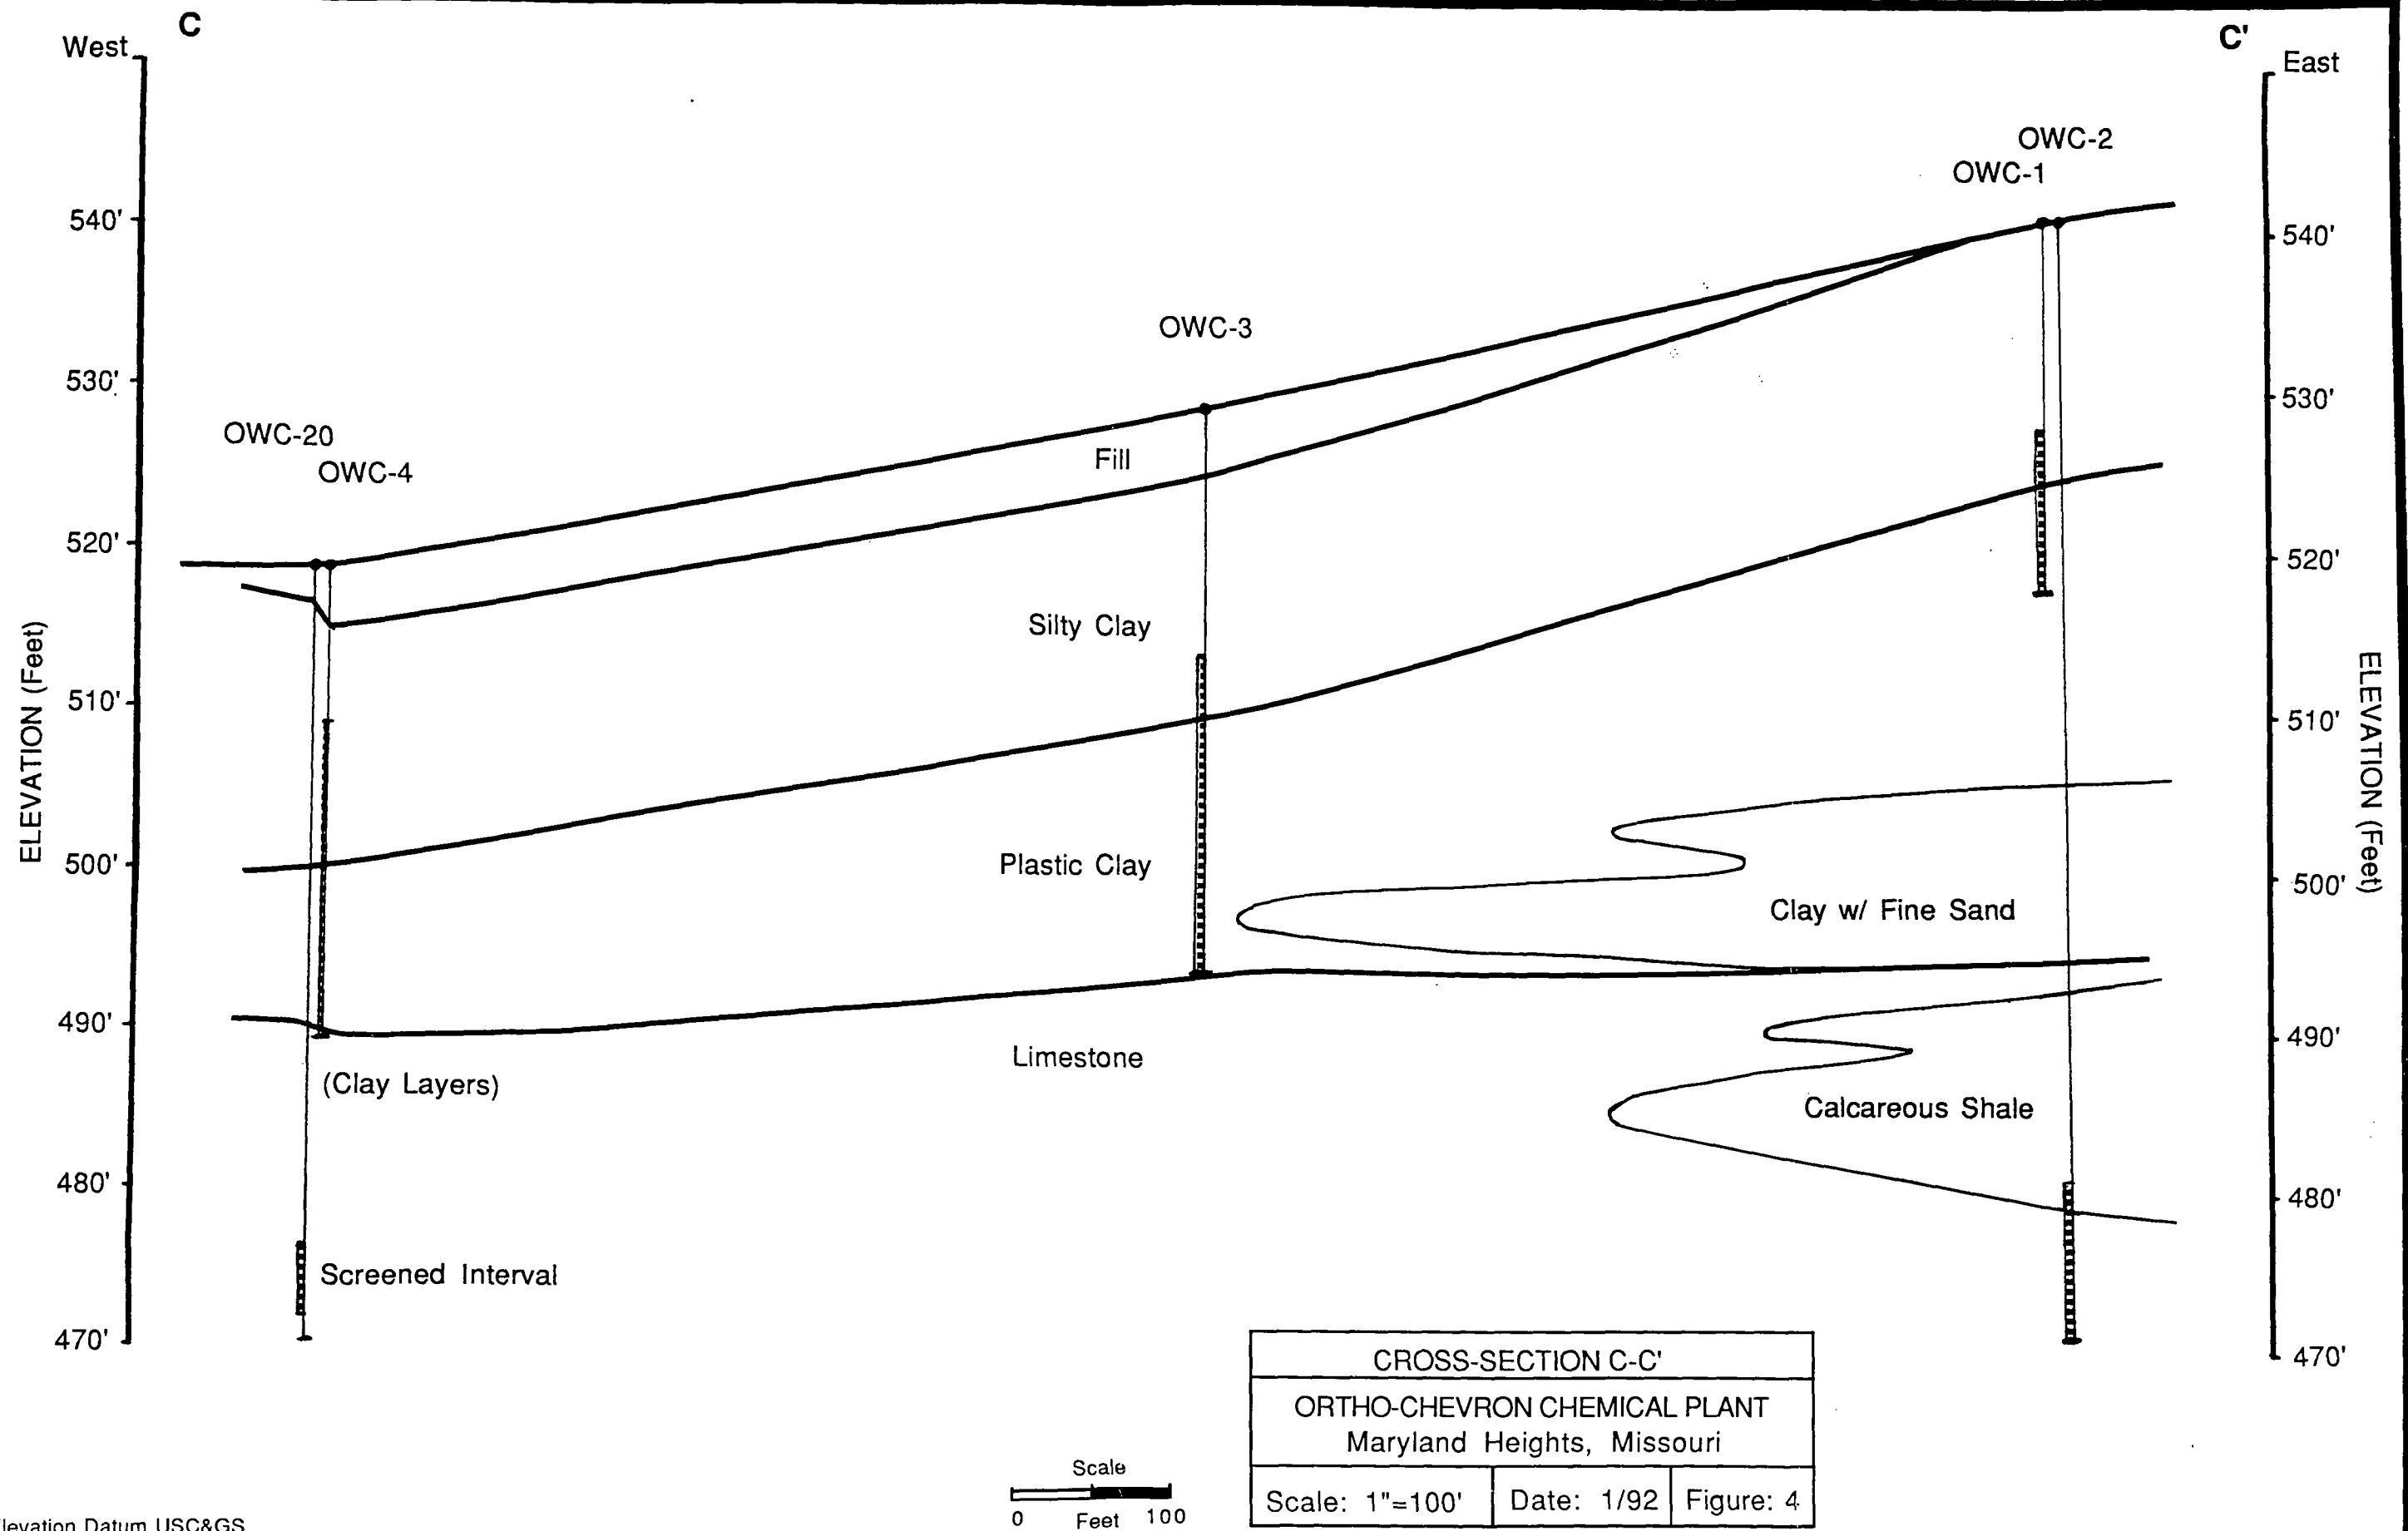 C
C'
West
East
OWC-2
OWC-1
540'
540'
OWC-3
530'
530'
OWC-20
Fill
OWC-4
520'
520'
Silty Clay
ELEVATION (Feet)
ELEVATION (Feet)
510'
510'
500'
Plastic Clay
500'
Clay w/ Fine Sand
490'
490'
Limestone
(Clay Layers)
Calcareous Shale
480'
480'
Screened Interval
470'
470'
CROSS-SECTION C-C'
ORTHO-CHEVRON CHEMICAL PLANT
Maryland Heights, Missouri
Scale: 1"=100'
Date: 1/92
Figure: 4
Scale
0 Feet 100
Datum USC&GS